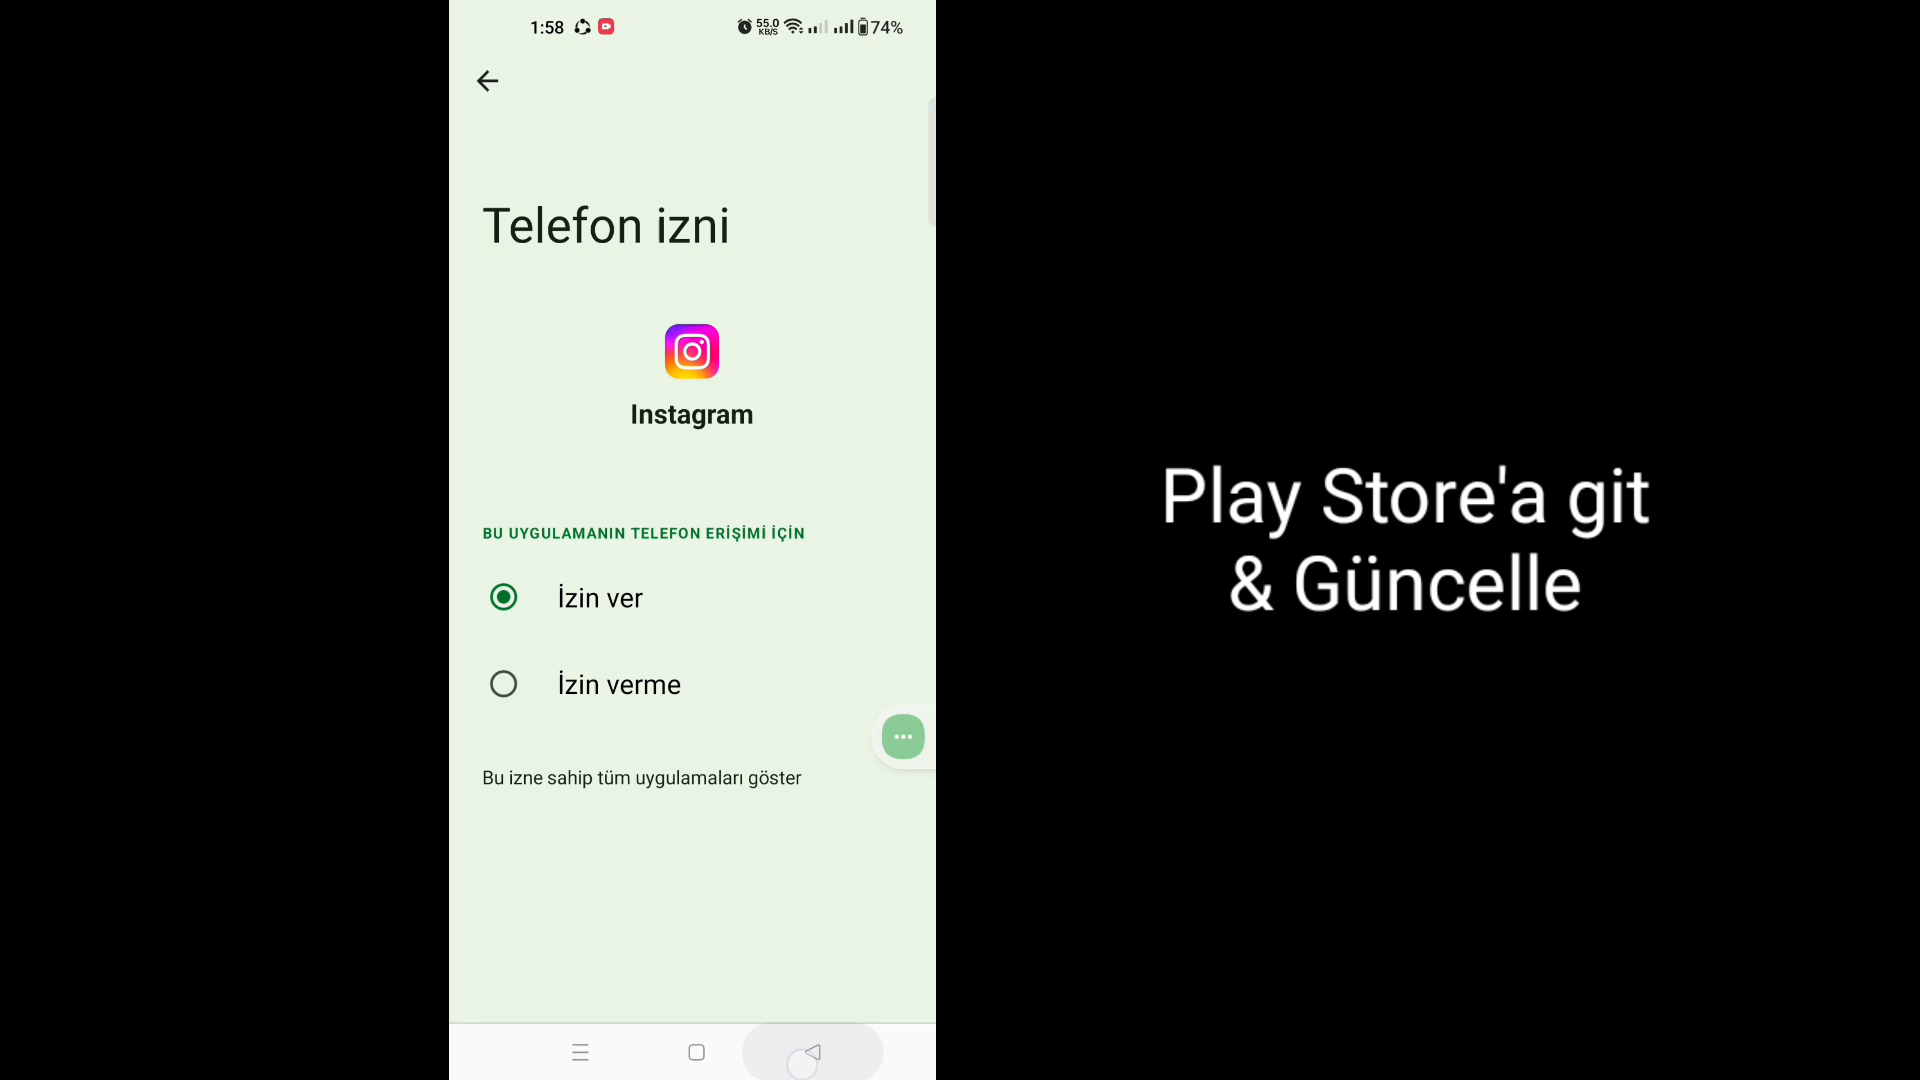 1:58
55.0
KB/S
74%
Telefon izni
Instagram
BU UYGULAMANIN TELEFON ERİŞİMİ İÇİN
İzin ver
İzin verme
Bu izne sahip tüm uygulamaları göster
Play Store'a git
& Güncelle